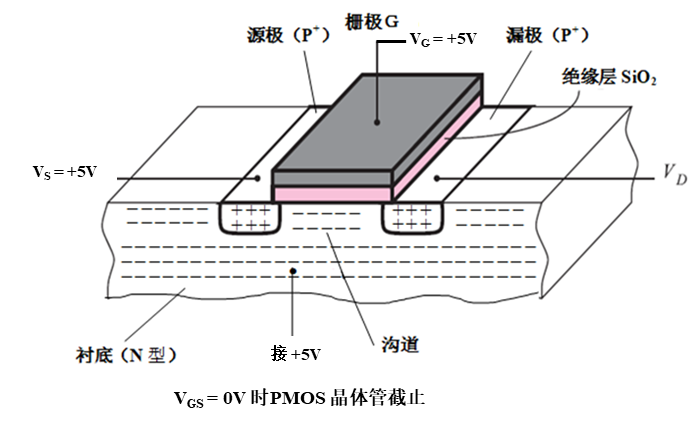 栅极G
源极（P⁺）
V_G = +5V
漏极（P⁺）
绝缘层 SiO₂
V_S = +5V
V_D
+++
+++
+++
+++
衬底（N 型）
接 +5V
沟道
V_GS = 0V 时PMOS 晶体管截止